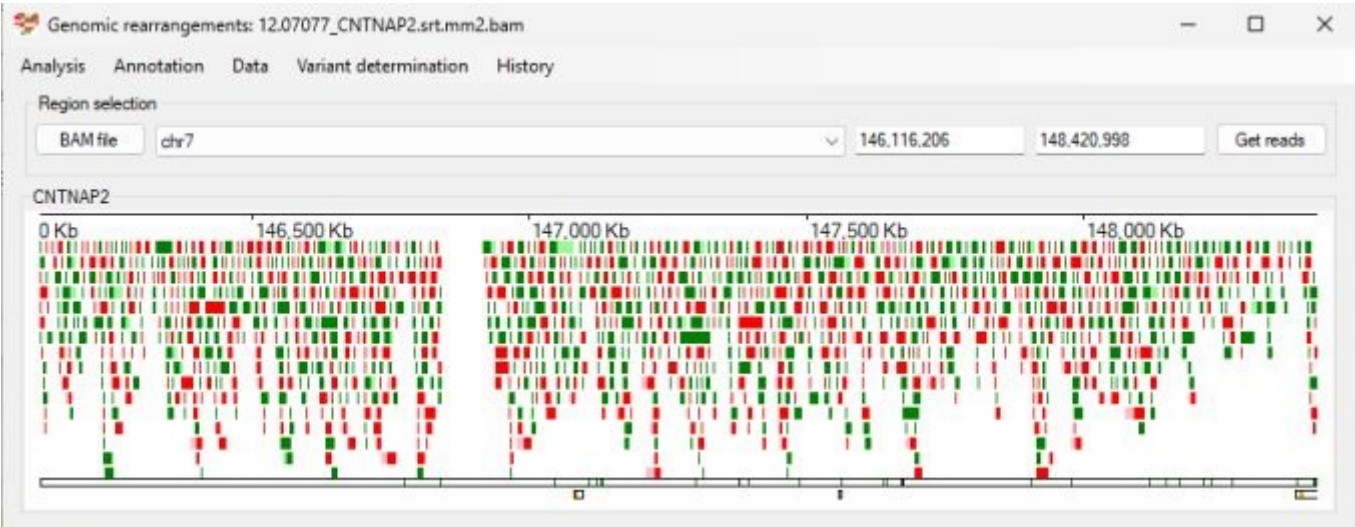 Genomic rearrangements: 12.07077_CNTNAP2.srt.mm2.bam
Analysis Annotation Data Variant determination History
Region selection
BAM file chr7 146,116,206 148,420,998 Get reads
CNTNAP2
0 Kb 146,500 Kb 147,000 Kb 147,500 Kb 148,000 Kb